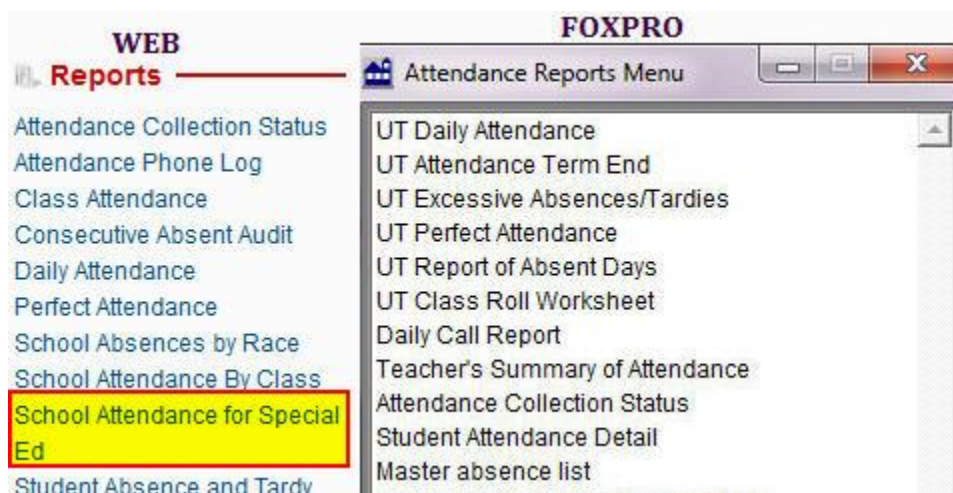 WEB
Reports
Attendance Collection Status
Attendance Phone Log
Class Attendance
Consecutive Absent Audit
Daily Attendance
Perfect Attendance
School Absences by Race
School Attendance By Class
School Attendance for Special
Ed
Student Absence and Tardy
FOXPRO
Attendance Reports Menu
UT Daily Attendance
UT Attendance Term End
UT Excessive Absences/Tardies
UT Perfect Attendance
UT Report of Absent Days
UT Class Roll Worksheet
Daily Call Report
Teacher's Summary of Attendance
Attendance Collection Status
Student Attendance Detail
Master absence list